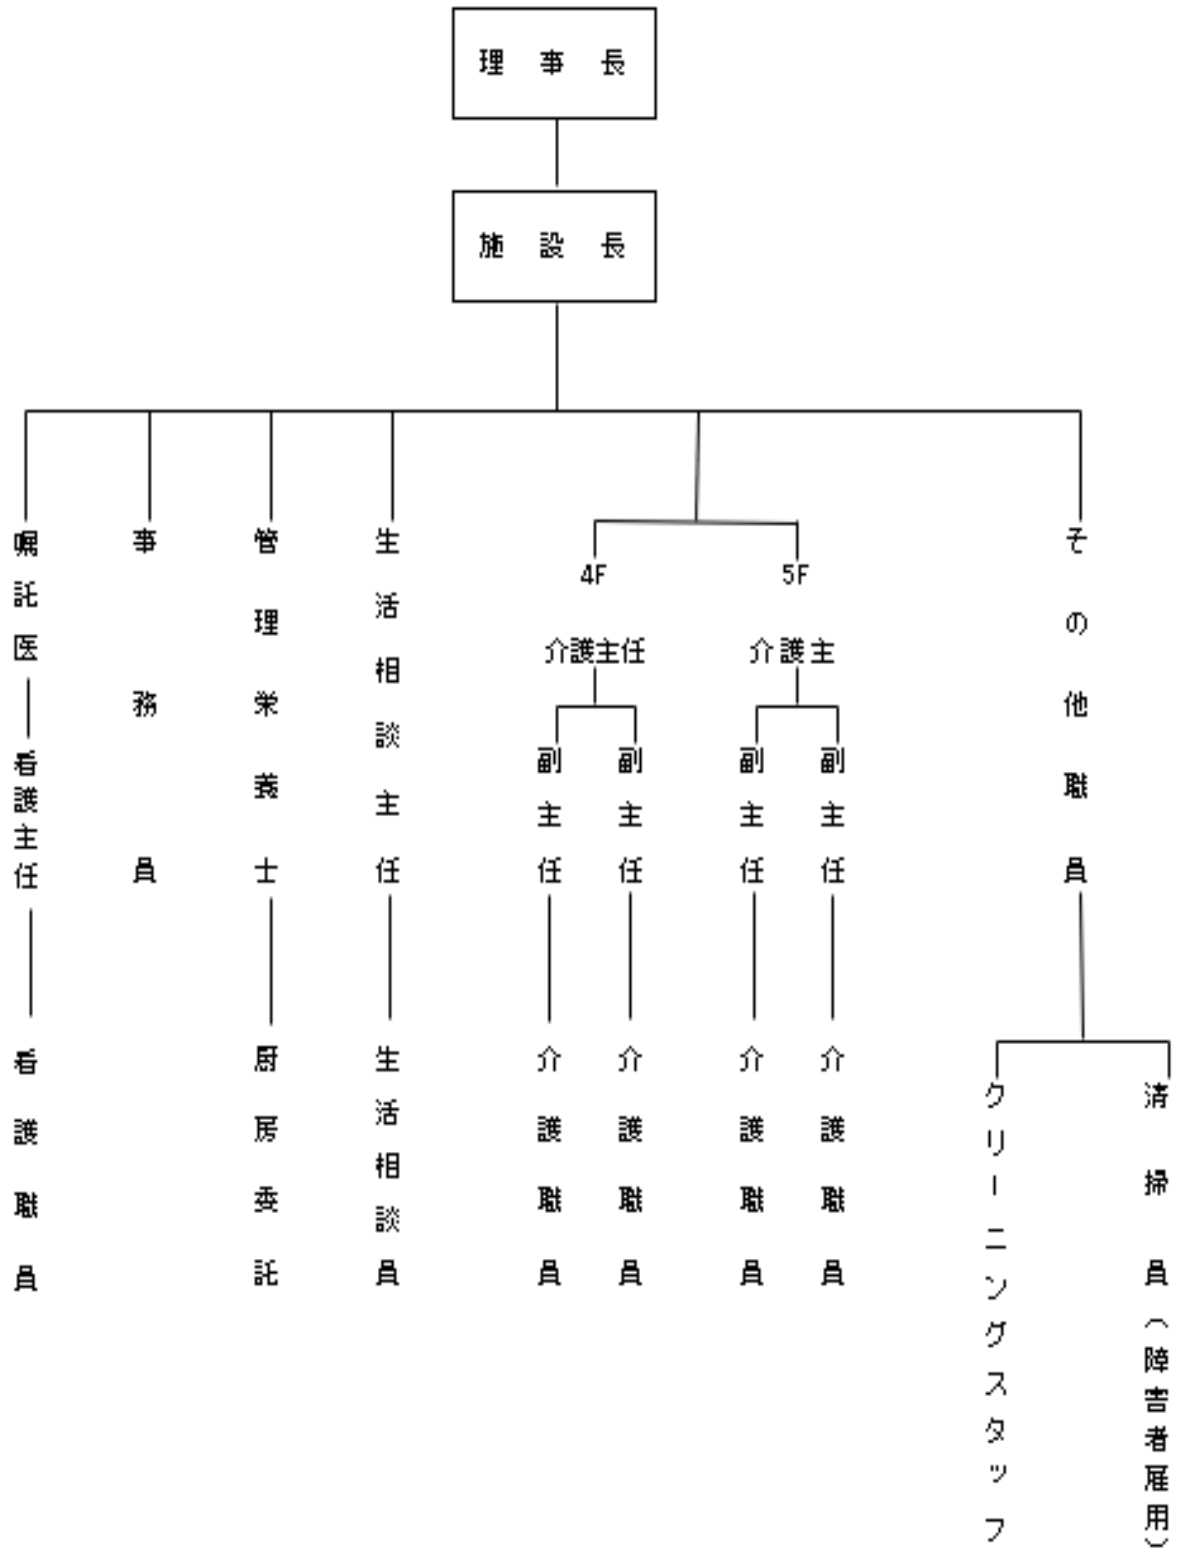 理事長
施設長
嘱託医
看護主任
看護職員
事務員
管理栄養士
厨房委託
生活相談主任
生活相談員
4F
介護主任
副主任
介護職員
副主任
介護職員
5F
介護主
副主任
介護職員
副主任
介護職員
その他職員
クリーニングスタッフ
清掃員(障害者雇用)